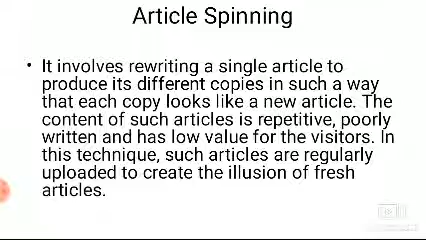 Article Spinning
• It involves rewriting a single article to
produce its different copies in such a way
that each copy looks like a new article. The
content of such articles is repetitive, poorly
written and has low value for the visitors. In
this technique, such articles are regularly
uploaded to create the illusion of fresh
articles.